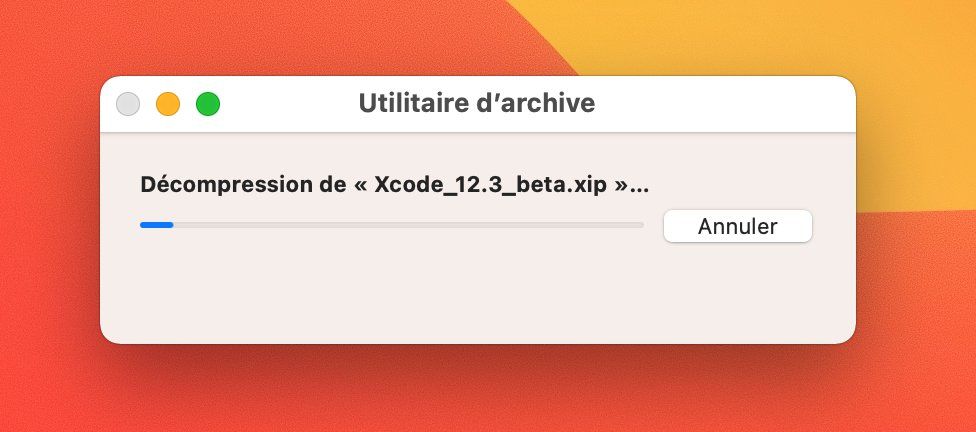 Utilitaire d’archive
Décompression de « Xcode_12.3_beta.xip »...
Annuler